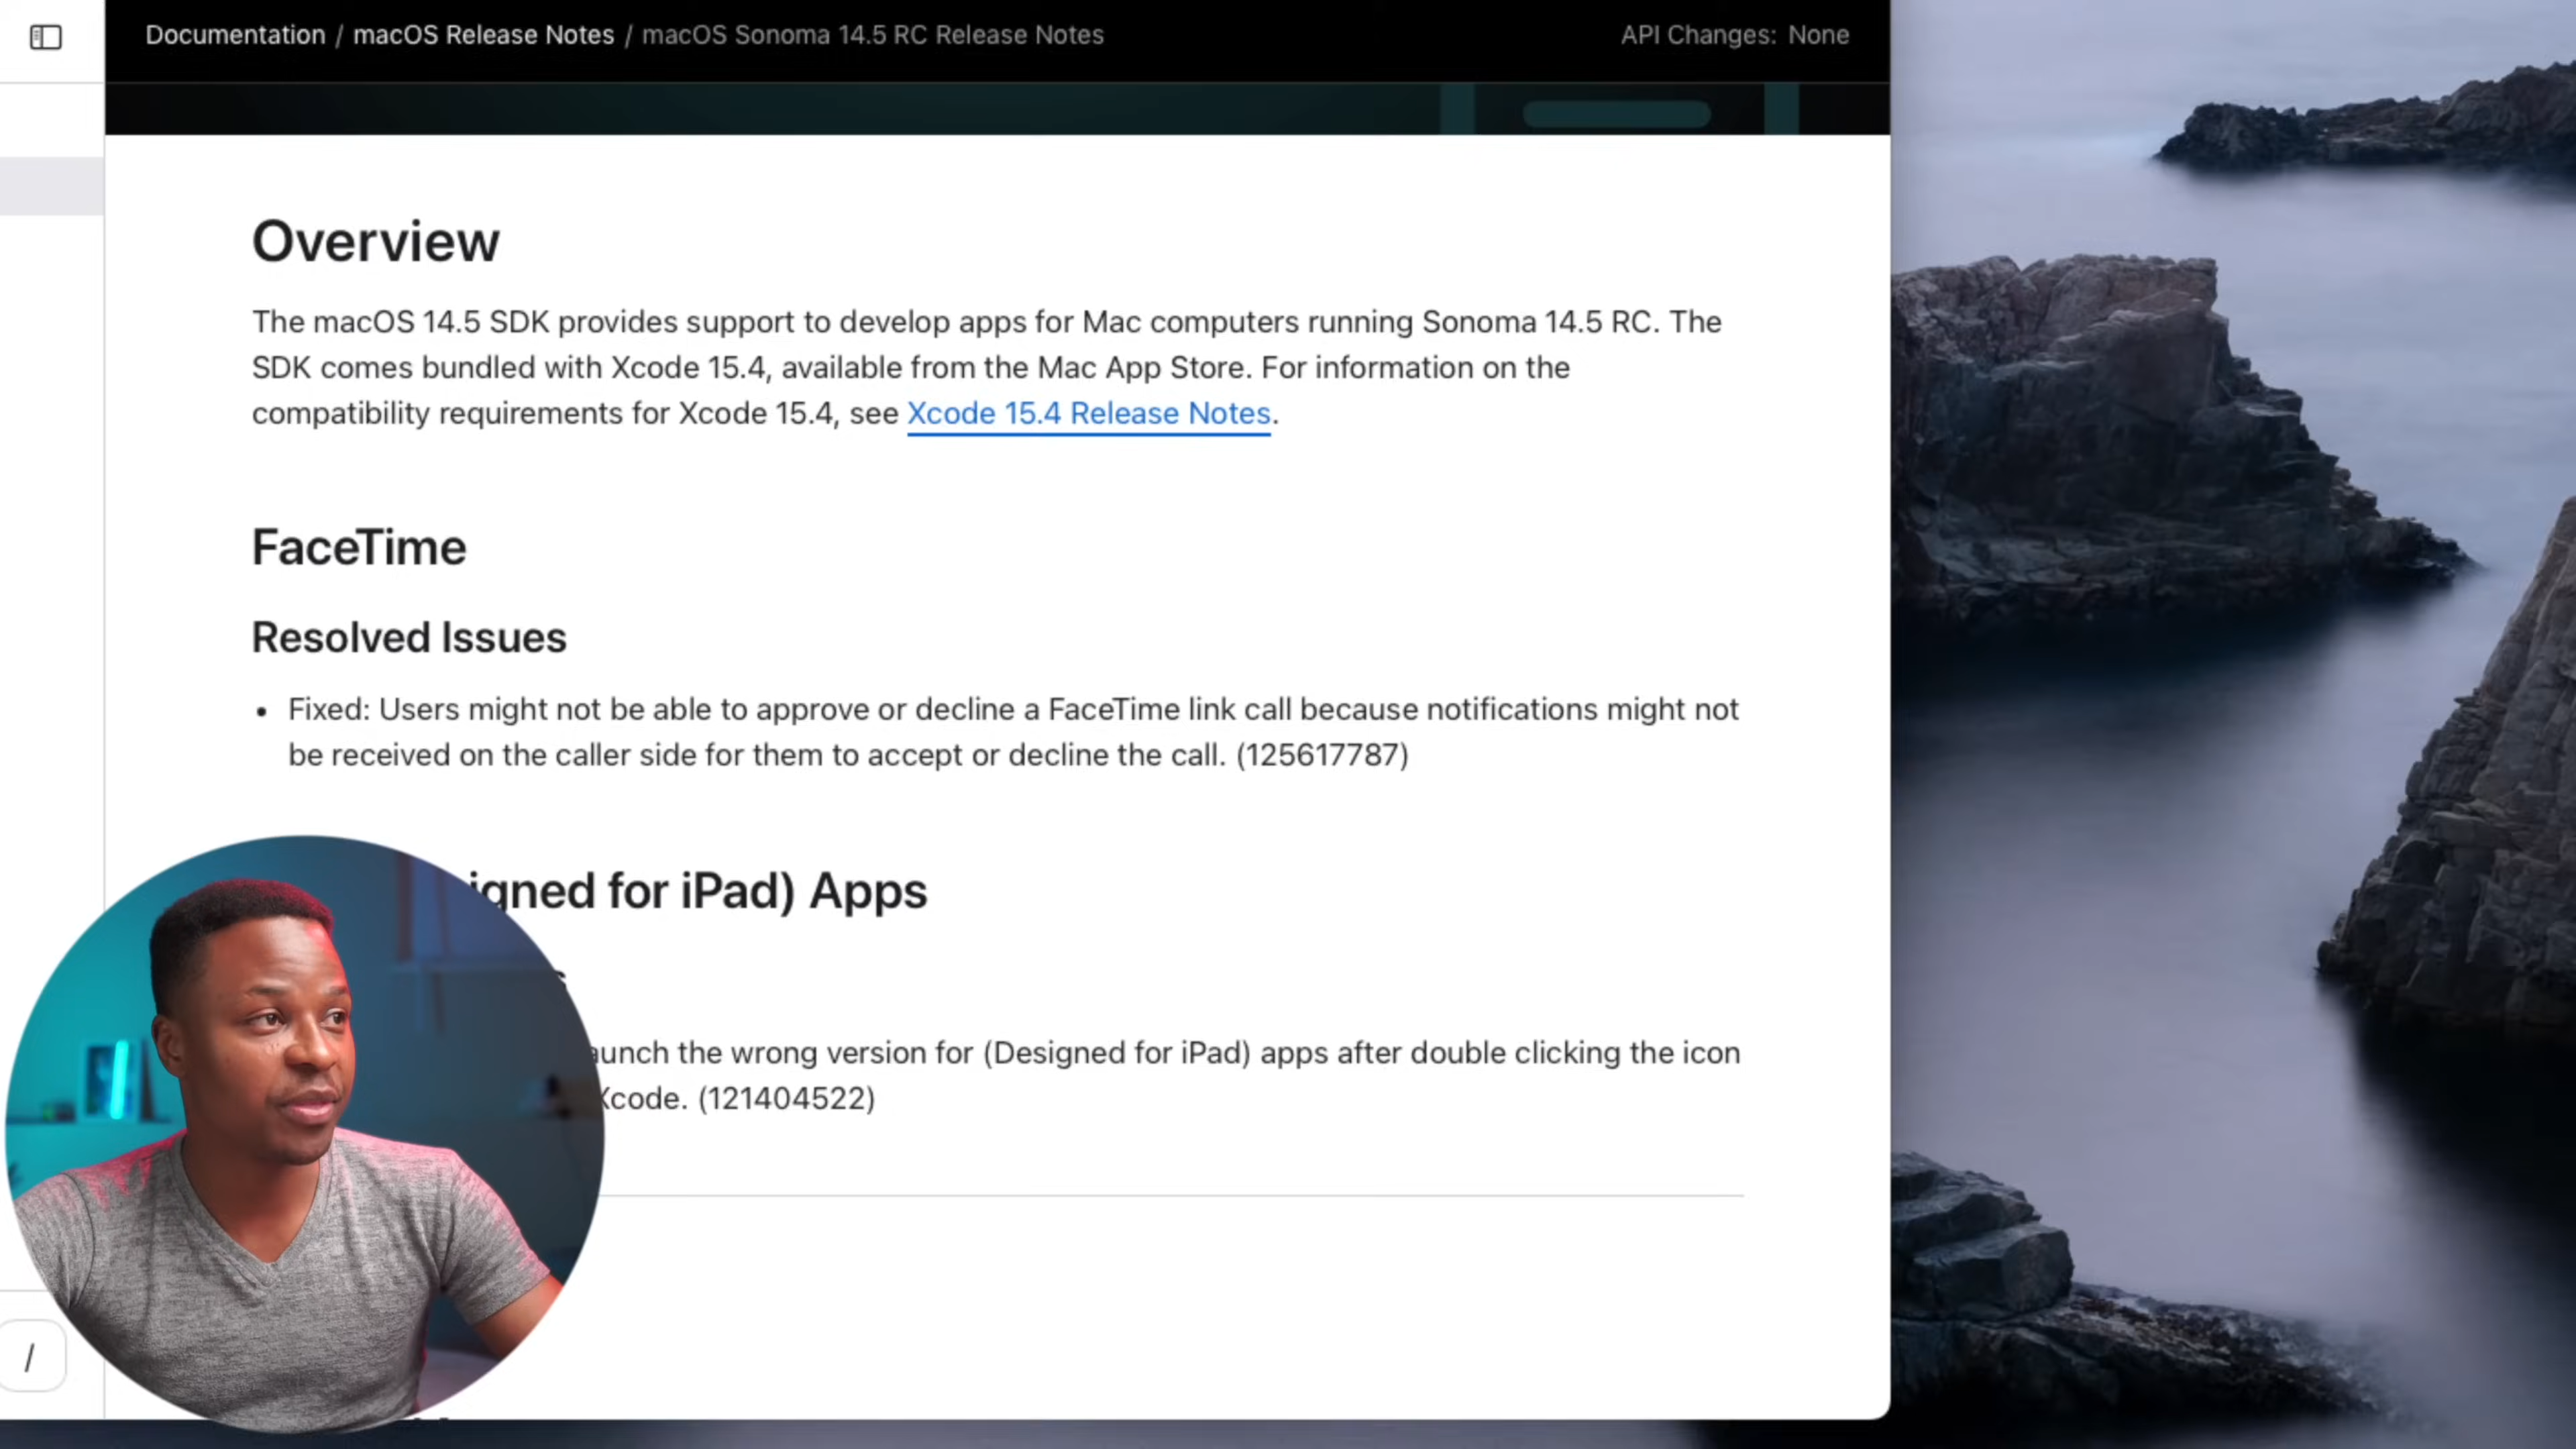 Documentation / macOS Release Notes / macOS Sonoma 14.5 RC Release Notes
API Changes: None
Overview
The macOS 14.5 SDK provides support to develop apps for Mac computers running Sonoma 14.5 RC. The
SDK comes bundled with Xcode 15.4, available from the Mac App Store. For information on the
compatibility requirements for Xcode 15.4, see Xcode 15.4 Release Notes.
FaceTime
Resolved Issues
• Fixed: Users might not be able to approve or decline a FaceTime link call because notifications might not
be received on the caller side for them to accept or decline the call. (125617787)
igned for iPad) Apps
s
aunch the wrong version for (Designed for iPad) apps after double clicking the icon
Xcode. (121404522)
/